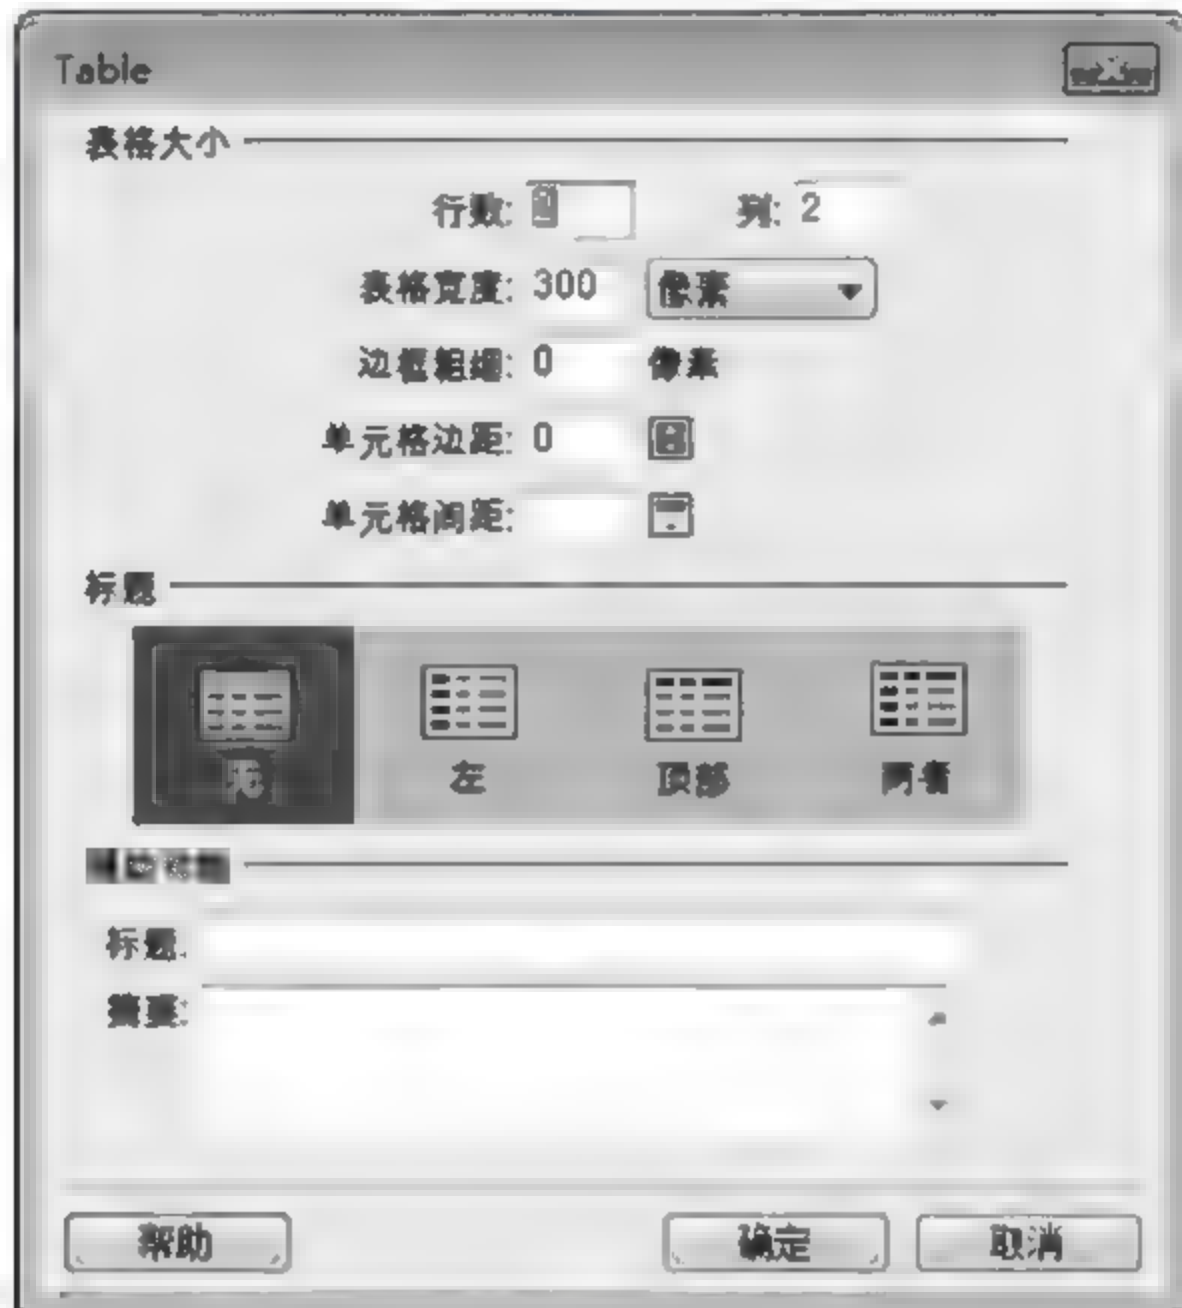 Table
表格大小
行数: 列: 2
表格宽度: 300 像素
边框粗细: 0 像素
单元格边距: 0
单元格间距:
标题
无 左 顶部 两者
标题:
摘要:
帮助 确定 取消